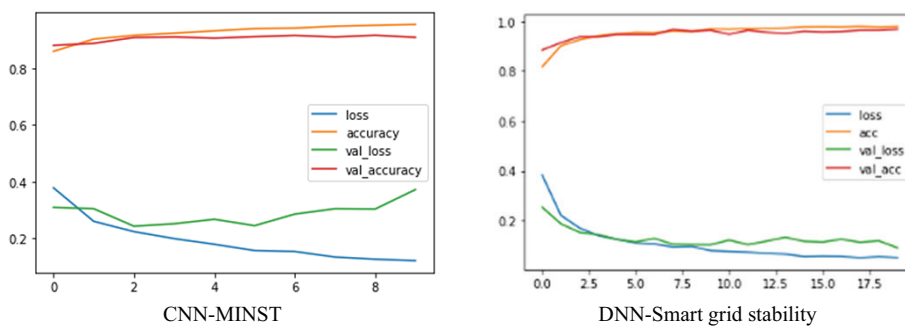 0.8
0.6
0.4
0.2
0 2 4 6 8
loss
accuracy
val_loss
val_accuracy
CNN-MINST
1.0
0.8
0.6
0.4
0.2
0.0 2.5 5.0 7.5 10.0 12.5 15.0 17.5
loss
acc
val_loss
val_acc
DNN-Smart grid stability